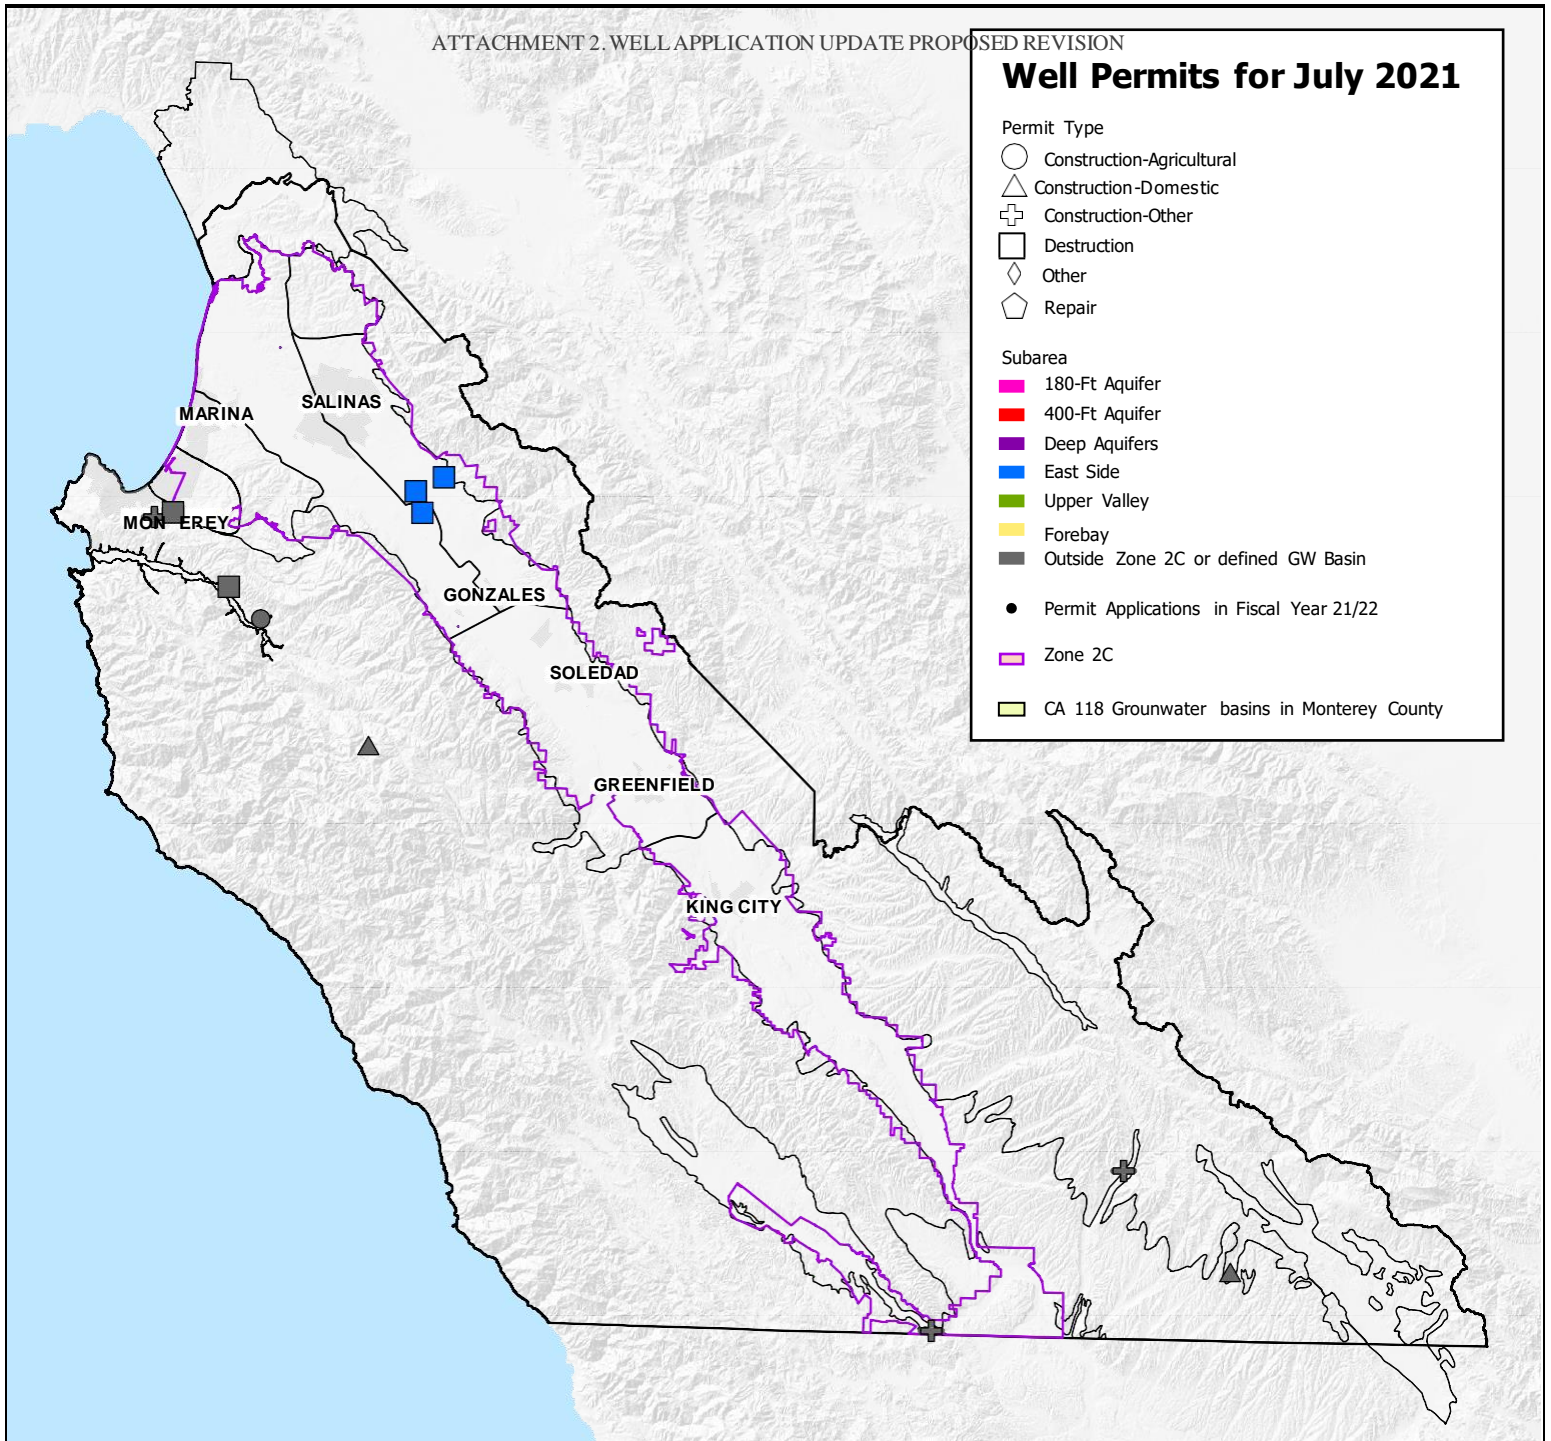 ATTACHMENT 2. WELL APPLICATION UPDATE PROPOSED REVISION
Well Permits for July 2021
Permit Type
Construction-Agricultural
Construction-Domestic
Construction-Other
Destruction
Other
Repair
Subarea
180-Ft Aquifer
400-Ft Aquifer
Deep Aquifers
East Side
Upper Valley
Forebay
Outside Zone 2C or defined GW Basin
Permit Applications in Fiscal Year 21/22
Zone 2C
CA 118 Grounwater basins in Monterey County
SALINAS
MARINA
MON EREY
GONZALES
SOLEDAD
GREENFIELD
KING CITY